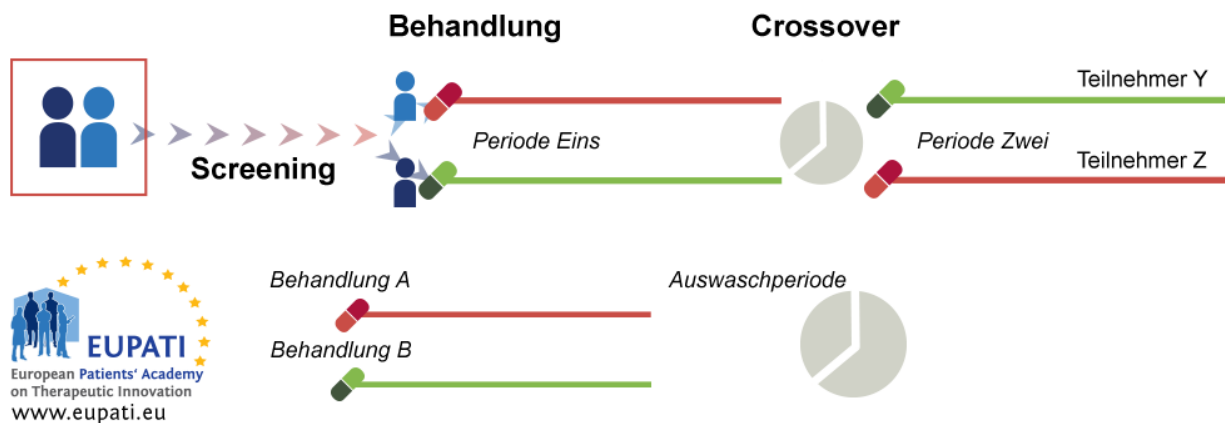 Behandlung
Crossover
Teilnehmer Y
Periode Eins
Periode Zwei
Screening
Teilnehmer Z
Behandlung A
Auswaschperiode
Behandlung B
EUPATI
European Patients' Academy
on Therapeutic Innovation
www.eupati.eu